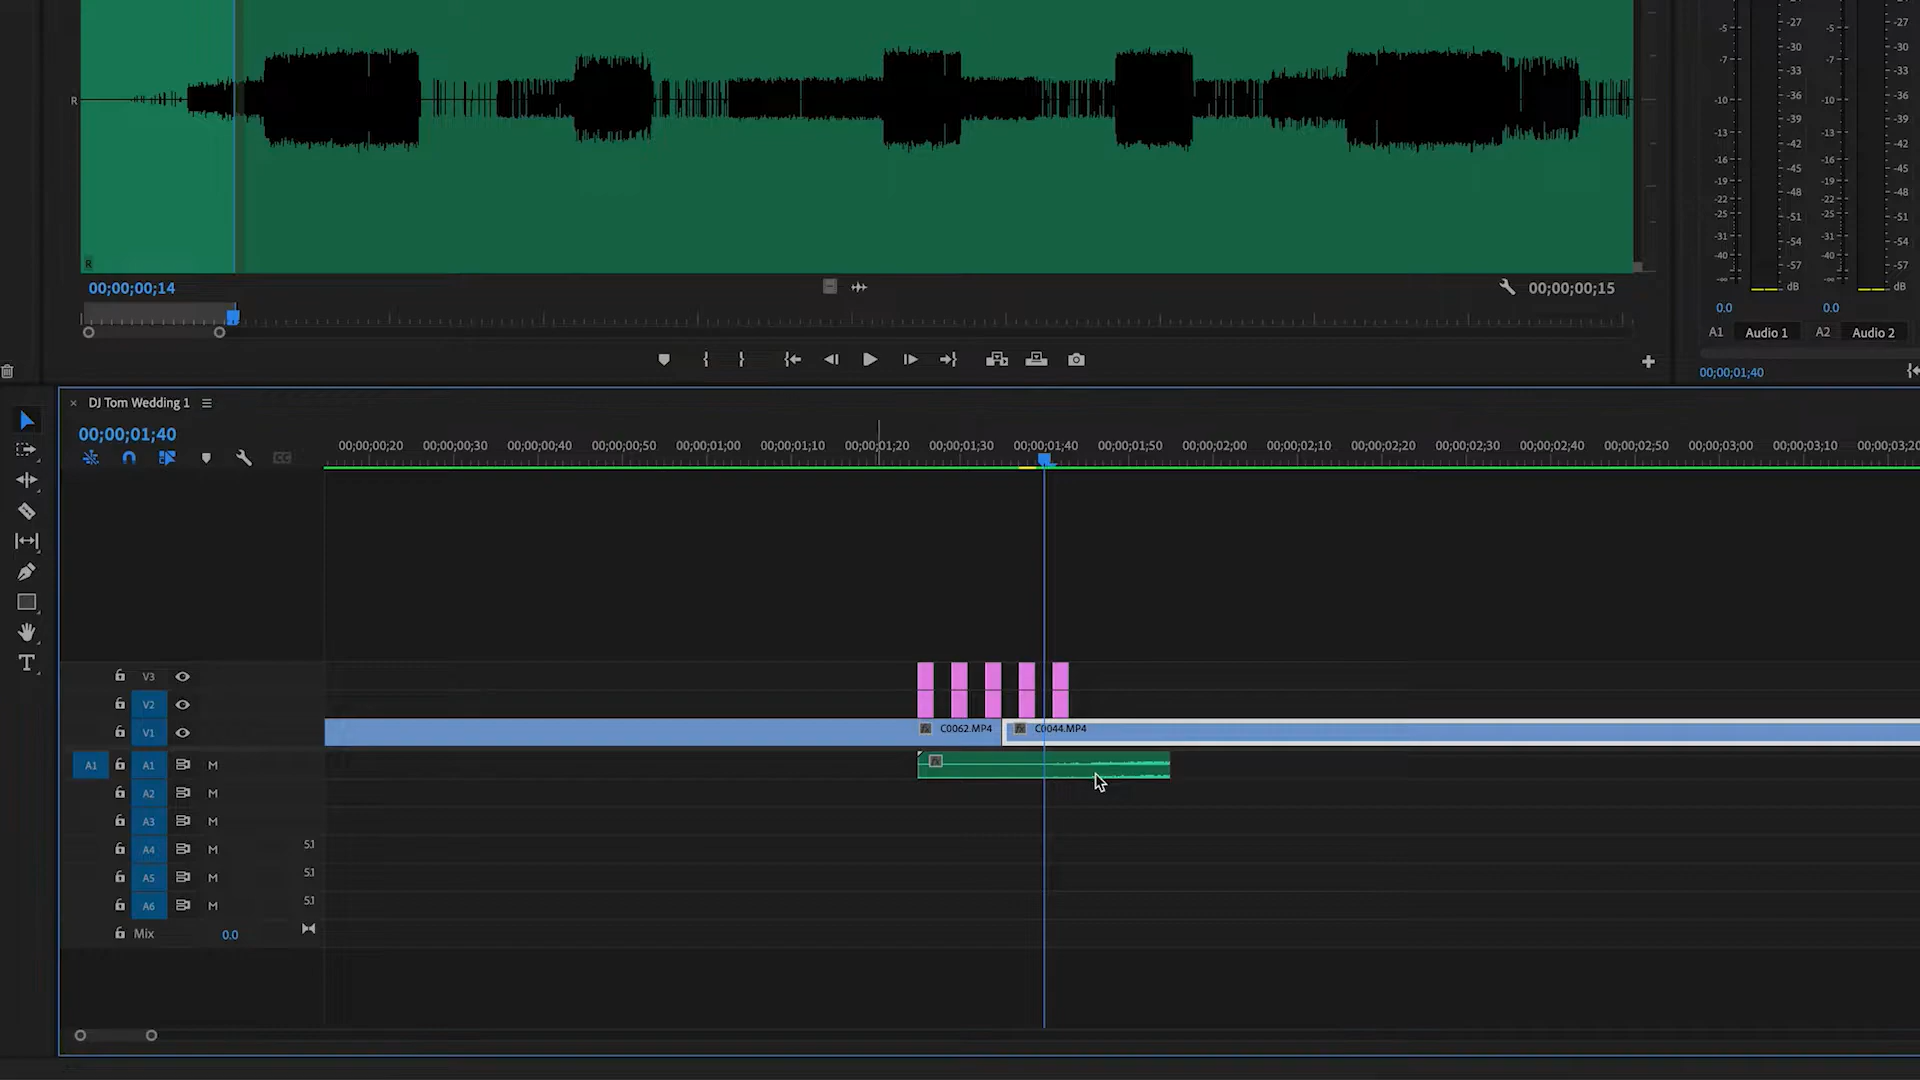 R
R
00;00;00;14
00;00;00;15
-5
-7
-10
-13
-16
-19
-22
-25
-31
-40
-∞
-27
-30
-33
-36
-39
-42
-45
-48
-51
-54
-57
dB
-5
-7
-10
-13
-16
-19
-22
-25
-31
-40
-∞
-27
-30
-33
-36
-39
-42
-45
-48
-51
-54
-57
dB
0.0 0.0
A1 Audio 1 A2 Audio 2
00;00;01;40
× DJ Tom Wedding 1
00;00;01;40
00;00;00;20 00;00;00;30 00;00;00;40 00;00;00;50 00;00;01;00 00;00;01;10 00;00;01;20 00;00;01;30 00;00;01;40 00;00;01;50 00;00;02;00 00;00;02;10 00;00;02;20 00;00;02;30 00;00;02;40 00;00;02;50 00;00;03;00 00;00;03;10 00;00;03;20
CC
T
V3
V2
V1 fx C0062.MP4 fx C0044.MP4
A1 A1 M fx
A2 M
A3 M
A4 M 5.1
A5 M 5.1
A6 M 5.1
Mix 0.0